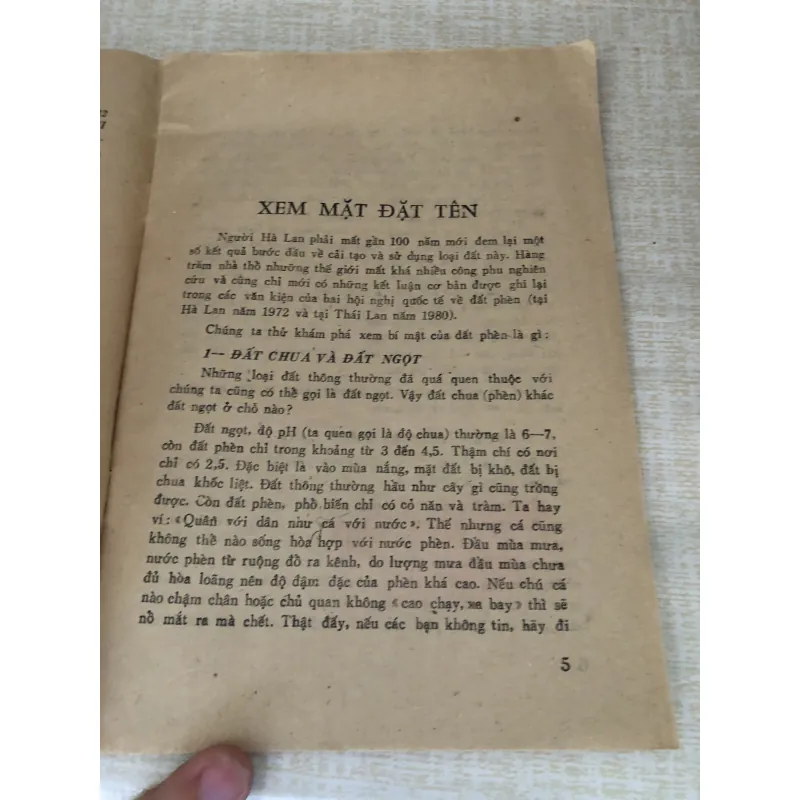 XEM MẶT ĐẶT TÊN
Người Hà Lan phải mất gần 100 năm mới đem lại một
số kết quả bước đầu về cải tạo và sử dụng loại đất này. Hàng
trăm nhà thổ nhưỡng thế giới mất khá nhiều công phu nghiên
cứu và cũng chỉ mới có những kết luận cơ bản được ghi lại
trong các văn kiện của hai hội nghị quốc tế về đất phèn (tại
Hà Lan năm 1972 và tại Thái Lan năm 1980).
Chúng ta thử khám phá xem bí mật của đất phèn là gì:
1— ĐẤT CHUA VÀ ĐẤT NGỌT
Những loại đất thông thường đã quá quen thuộc với
chúng ta cũng có thể gọi là đất ngọt. Vậy đất chua (phèn) khác
đất ngọt ở chỗ nào?
Đất ngọt, độ pH (ta quen gọi là độ chua) thường là 6—7,
còn đất phèn chỉ trong khoảng từ 3 đến 4,5. Thậm chí có nơi
chỉ có 2,5. Đặc biệt là vào mùa nắng, mặt đất bị khô, đất bị
chua khốc liệt. Đất thông thường hầu như cây gì cũng trồng
được. Còn đất phèn, phổ biến chỉ có cỏ năn và tràm. Ta hay
ví: «Quân với dân như cá với nước». Thế nhưng cá cũng
không thể nào sống hòa hợp với nước phèn. Đầu mùa mưa,
nước phèn từ ruộng đổ ra kênh, do lượng mưa đầu mùa chưa
đủ hòa loãng nên độ đậm đặc của phèn khá cao. Nếu chú cá
nào chậm chân hoặc chủ quan không «cao chạy, xa bay» thì sẽ
nổ mắt ra mà chết. Thật đấy, nếu các bạn không tin, hãy đi
5